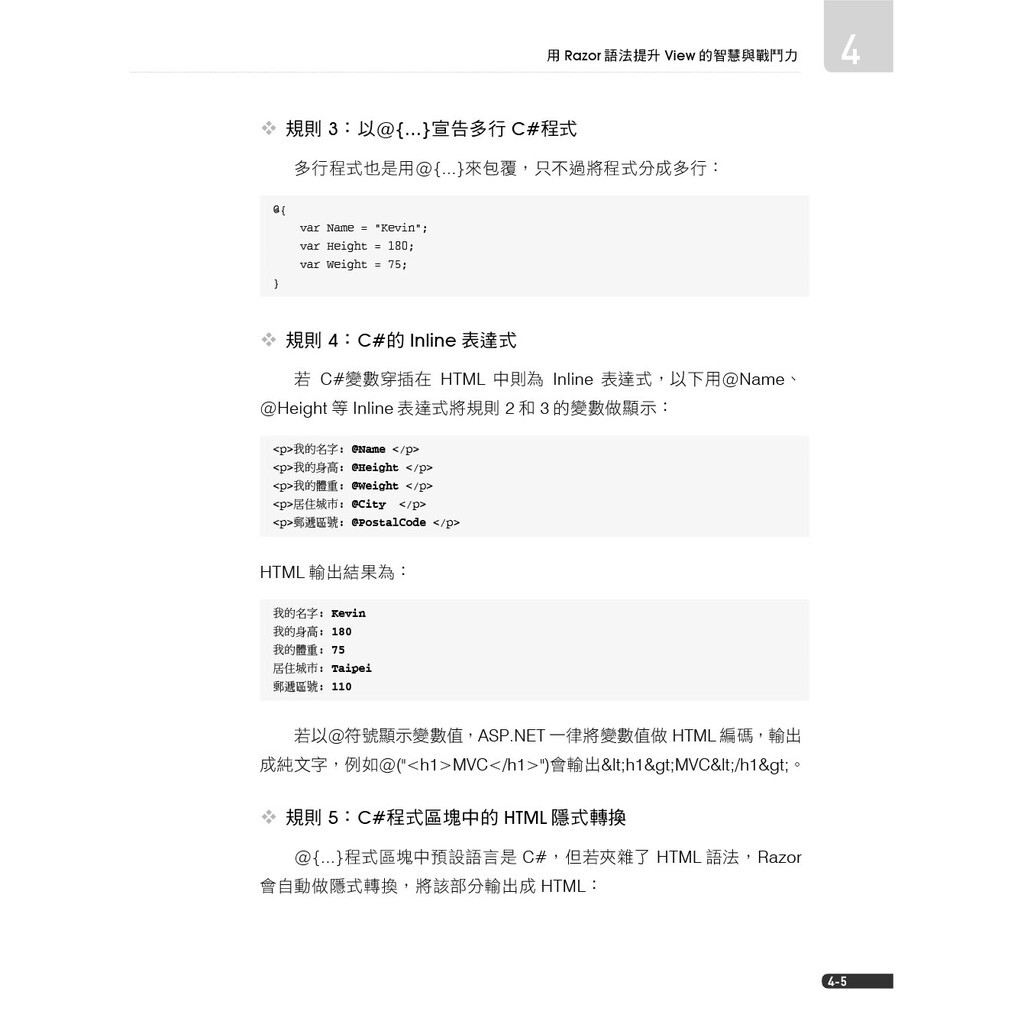 用 Razor 語法提升 View 的智慧與戰鬥力
4
❖ 規則 3：以@{...}宣告多行 C#程式
多行程式也是用@{...}來包覆，只不過將程式分成多行：
@{
    var Name = "Kevin";
    var Height = 180;
    var Weight = 75;
}
❖ 規則 4：C#的 Inline 表達式
若 C#變數穿插在 HTML 中則為 Inline 表達式，以下用@Name、
@Height 等 Inline 表達式將規則 2 和 3 的變數做顯示：
<p>我的名字: @Name </p>
<p>我的身高: @Height </p>
<p>我的體重: @Weight </p>
<p>居住城市: @City  </p>
<p>郵遞區號: @PostalCode </p>
HTML 輸出結果為：
我的名字: Kevin
我的身高: 180
我的體重: 75
居住城市: Taipei
郵遞區號: 110
若以@符號顯示變數值，ASP.NET 一律將變數值做 HTML 編碼，輸出
成純文字，例如@("<h1>MVC</h1>")會輸出&lt;h1&gt;MVC&lt;/h1&gt;。
❖ 規則 5：C#程式區塊中的 HTML 隱式轉換
@{...}程式區塊中預設語言是 C#，但若夾雜了 HTML 語法，Razor
會自動做隱式轉換，將該部分輸出成 HTML：
4-5